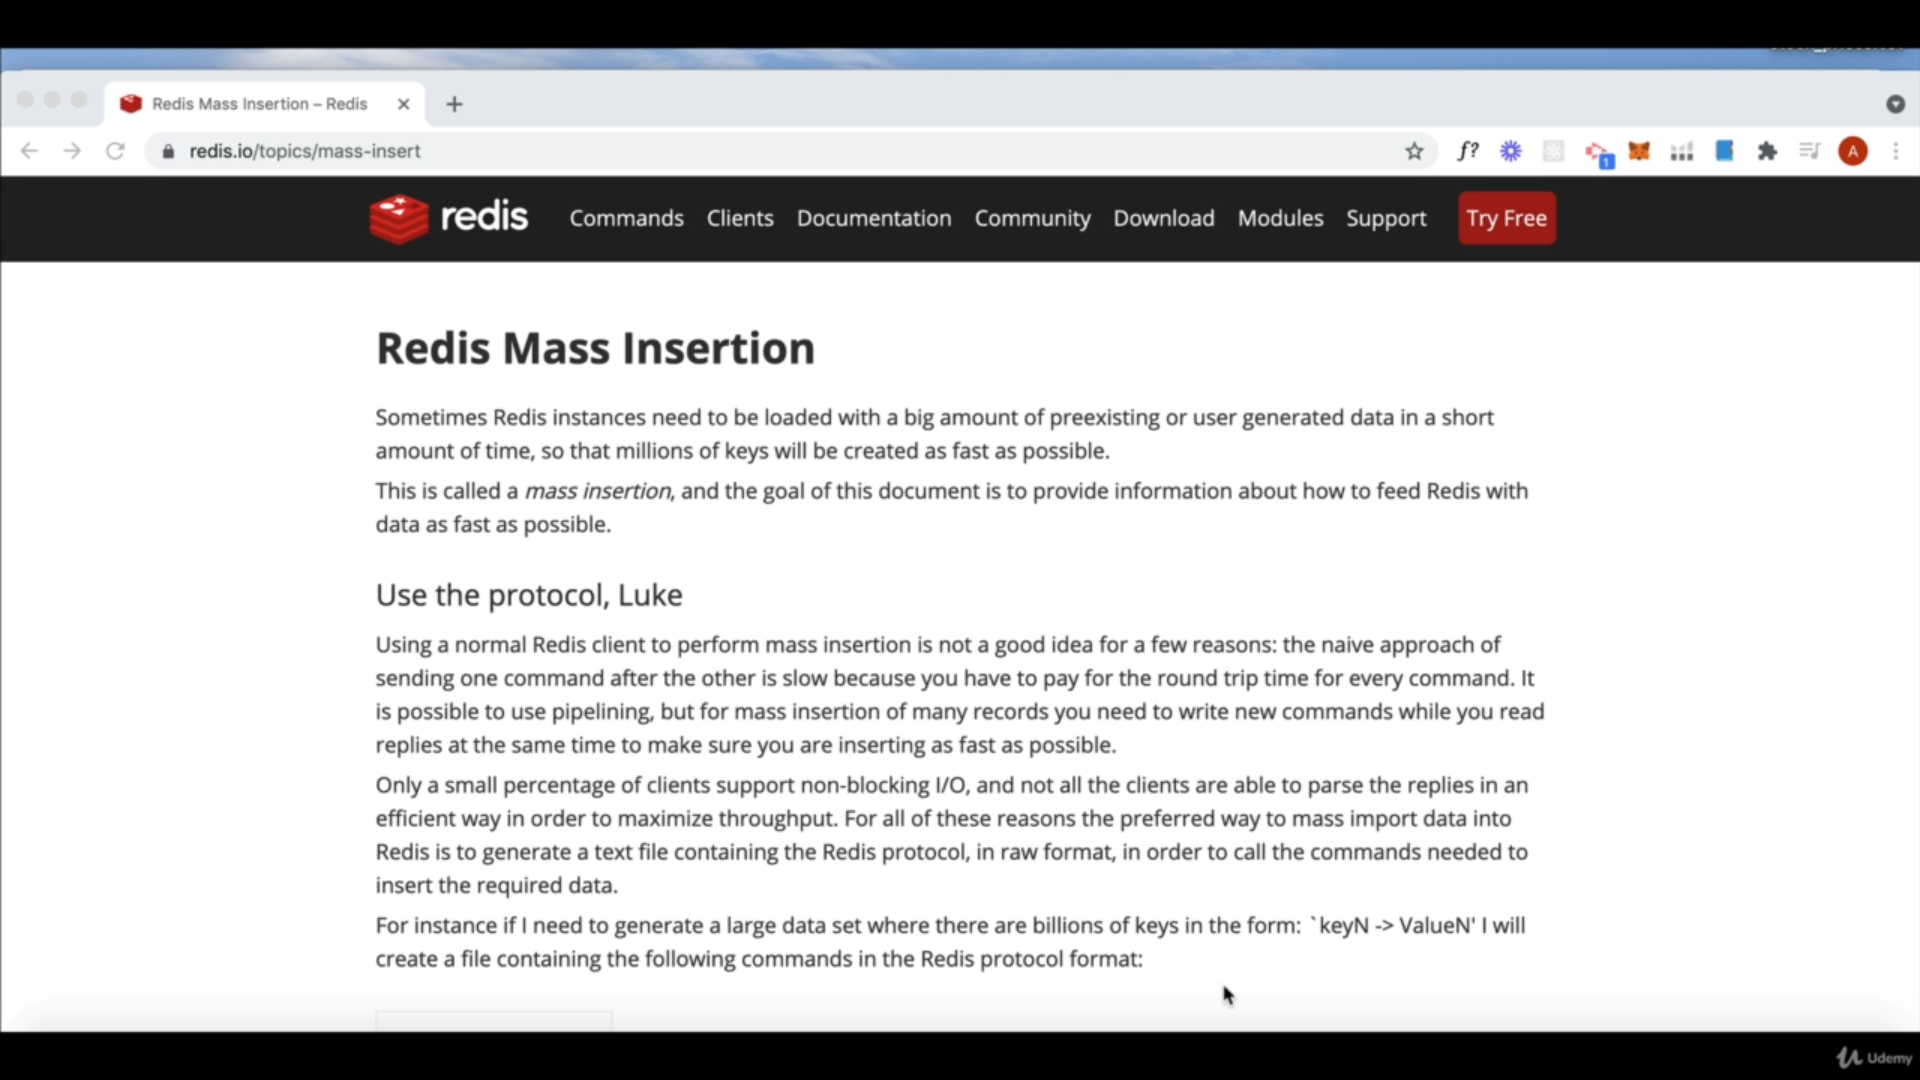 Redis Mass Insertion – Redis
redis.io/topics/mass-insert
f?
1
A
redis
Commands
Clients
Documentation
Community
Download
Modules
Support
Try Free
Redis Mass Insertion
Sometimes Redis instances need to be loaded with a big amount of preexisting or user generated data in a short
amount of time, so that millions of keys will be created as fast as possible.
This is called a mass insertion, and the goal of this document is to provide information about how to feed Redis with
data as fast as possible.
Use the protocol, Luke
Using a normal Redis client to perform mass insertion is not a good idea for a few reasons: the naive approach of
sending one command after the other is slow because you have to pay for the round trip time for every command. It
is possible to use pipelining, but for mass insertion of many records you need to write new commands while you read
replies at the same time to make sure you are inserting as fast as possible.
Only a small percentage of clients support non-blocking I/O, and not all the clients are able to parse the replies in an
efficient way in order to maximize throughput. For all of these reasons the preferred way to mass import data into
Redis is to generate a text file containing the Redis protocol, in raw format, in order to call the commands needed to
insert the required data.
For instance if I need to generate a large data set where there are billions of keys in the form: `keyN -> ValueN' I will
create a file containing the following commands in the Redis protocol format:
Udemy